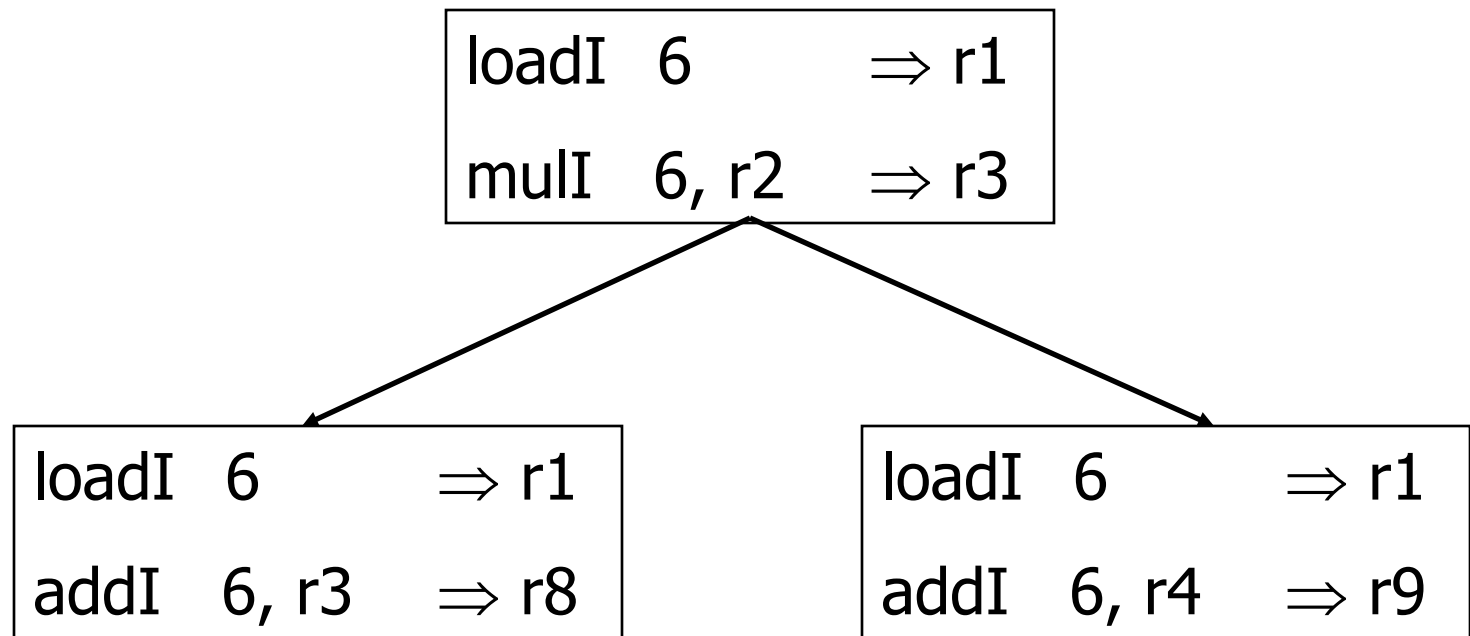 loadI 6 ⇒ r1
mulI 6, r2 ⇒ r3
loadI 6 ⇒ r1
addI 6, r3 ⇒ r8
loadI 6 ⇒ r1
addI 6, r4 ⇒ r9